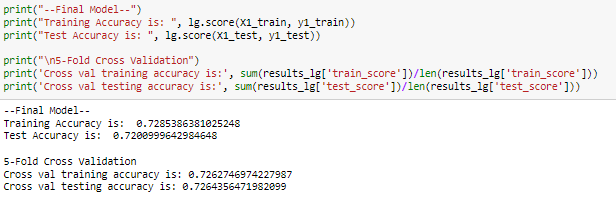 print("--Final Model--")
print("Training Accuracy is: ", lg.score(X1_train, y1_train))
print("Test Accuracy is: ", lg.score(X1_test, y1_test))
print("\n5-Fold Cross Validation")
print('Cross val training accuracy is:', sum(results_lg['train_score'])/len(results_lg['train_score']))
print('Cross val testing accuracy is:', sum(results_lg['test_score'])/len(results_lg['test_score']))
--Final Model--
Training Accuracy is:  0.7285386381025248
Test Accuracy is:  0.7200999642984648
5-Fold Cross Validation
Cross val training accuracy is: 0.7262746974227987
Cross val testing accuracy is: 0.7264356471982099